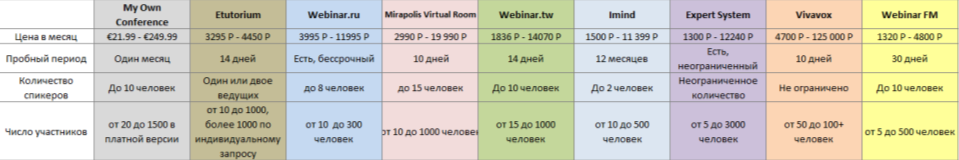 My Own Conference Etutorium Webinar.ru Mirapolis Virtual Room Webinar.tw Imind Expert System Vivavox Webinar FM
Цена в месяц €21.99 - €249.99 3295 Р - 4450 Р 3995 Р - 11995 Р 2990 Р - 19 990 Р 1836 Р - 14070 Р 1500 Р - 11 399 Р 1300 Р - 12240 Р 4700 Р - 125 000 Р 1320 Р - 4800 Р
Пробный период Один месяц 14 дней Есть, бессрочный 10 дней 14 дней 12 месяцев Есть, неограниченный 10 дней 30 дней
Количество спикеров До 10 человек Один или двое ведущих до 8 человек до 15 человек До 10 человек До 2 человек Неограниченное количество Не ограничено До 10 человек
Число участников от 20 до 1500 в платной версии от 10 до 1000, более 1000 по индивидуальному запросу от 10 до 300 человек от 10 до 1000 человек от 15 до 1000 человек от 10 до 500 человек от 5 до 3000 человек от 50 до 100+ человек от 5 до 500 человек